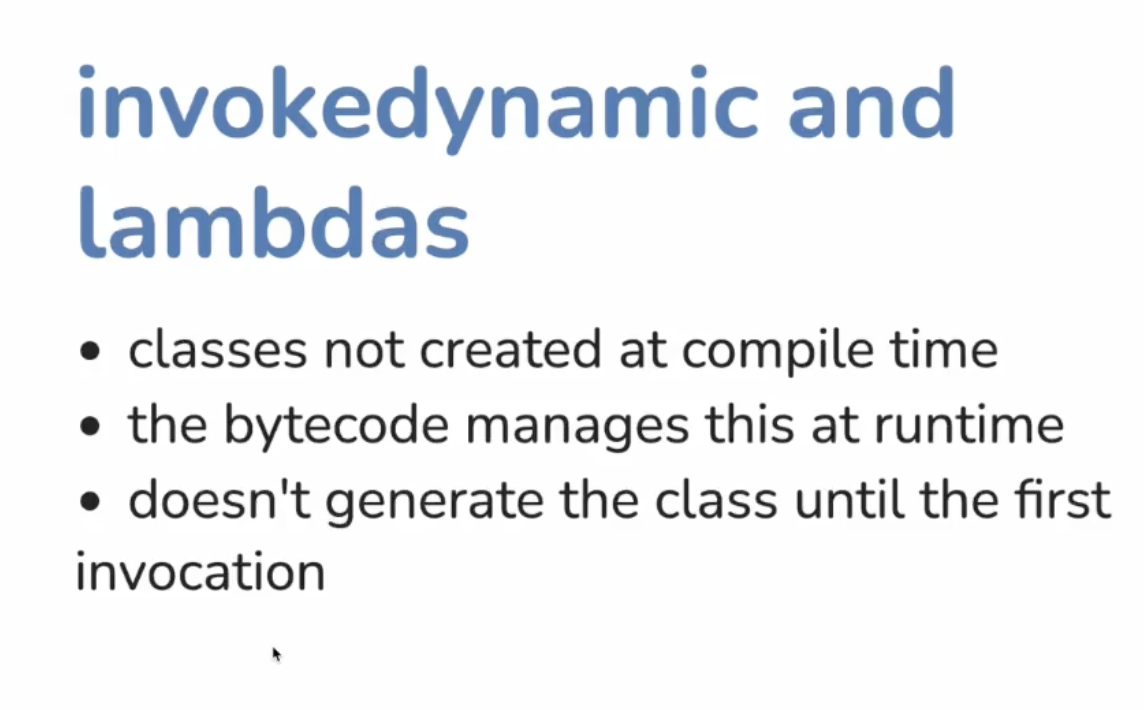 invokedynamic and
lambdas
• classes not created at compile time
• the bytecode manages this at runtime
• doesn't generate the class until the first
invocation